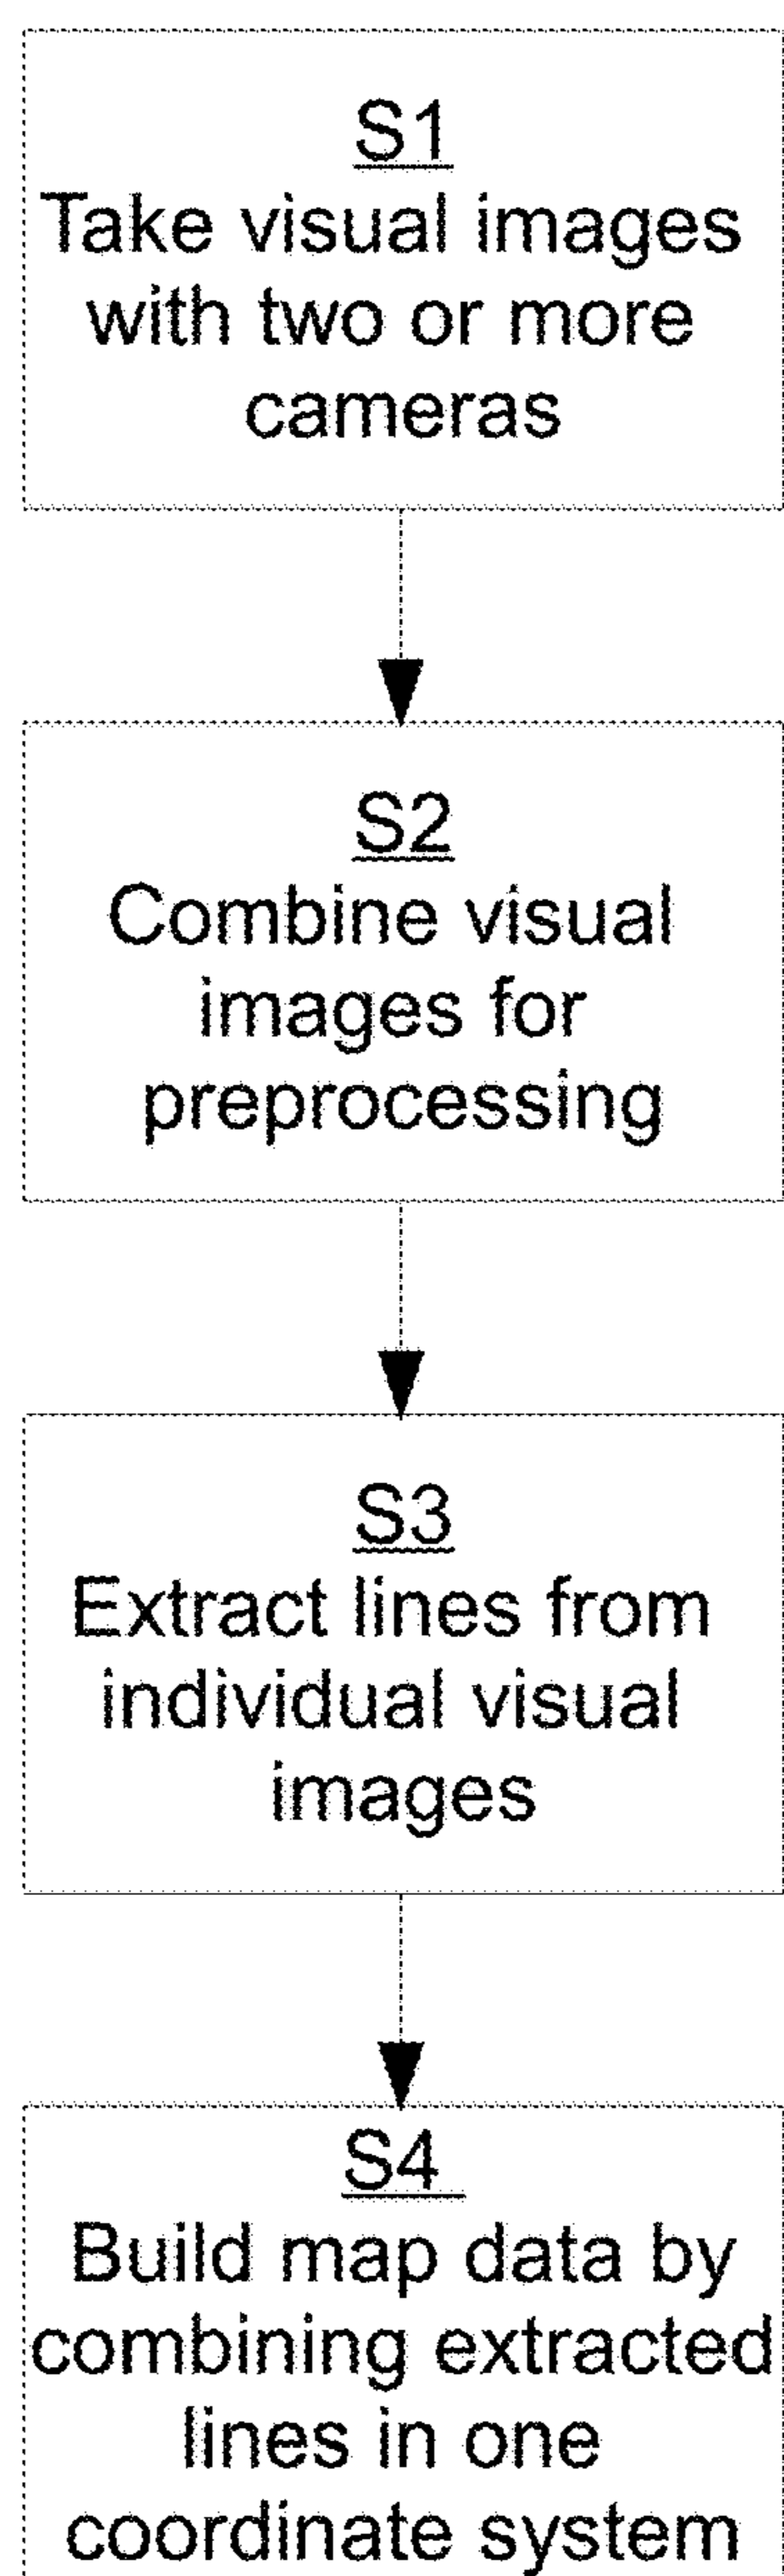 S1
Take visual images
with two or more
cameras
S2
Combine visual
images for
preprocessing
S3
Extract lines from
individual visual
images
S4
Build map data by
combining extracted
lines in one
coordinate system